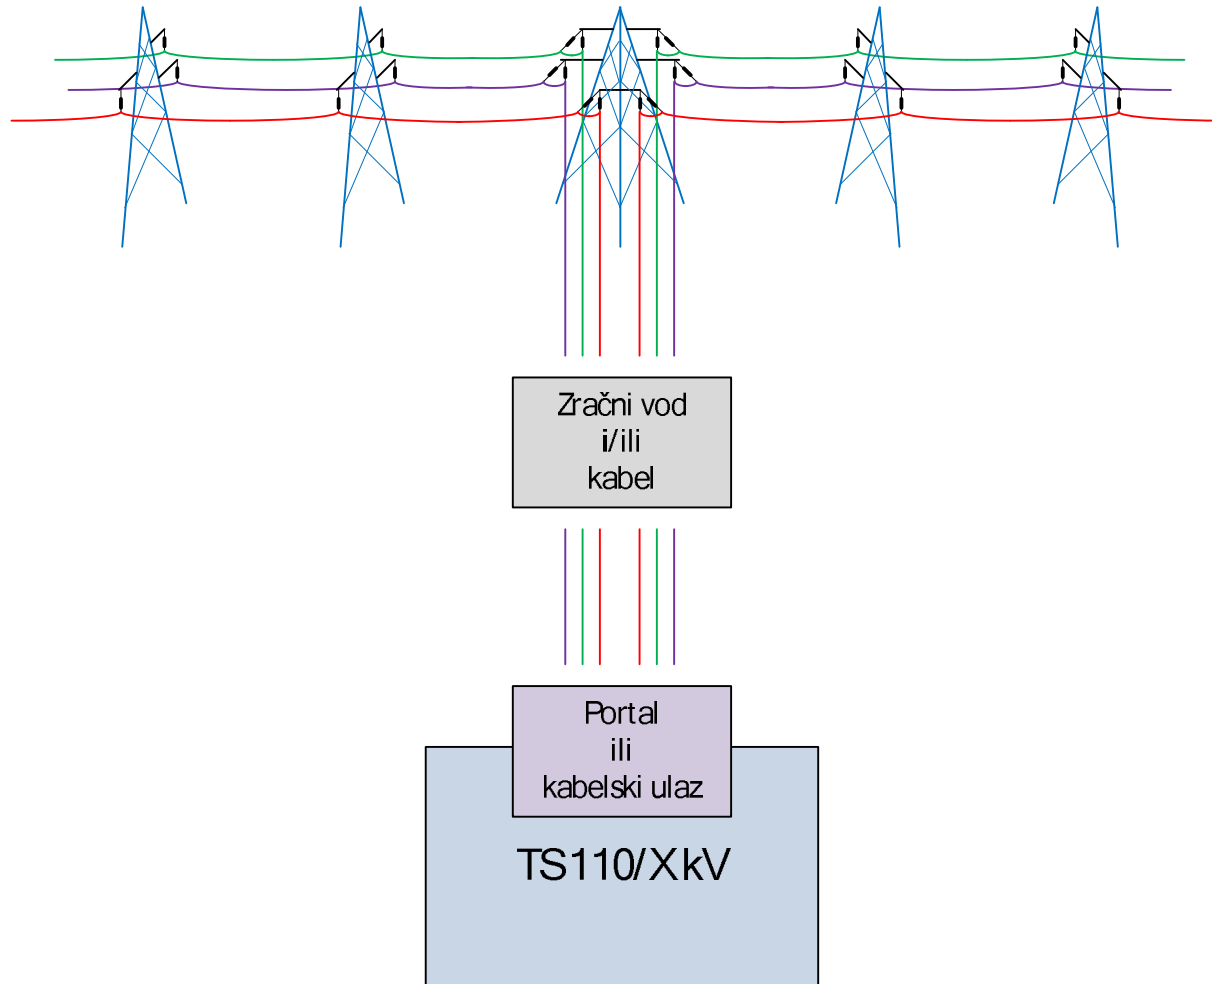 Zračni vod
i/ili
kabel
Portal
ili
kabelski ulaz
TS110/XkV